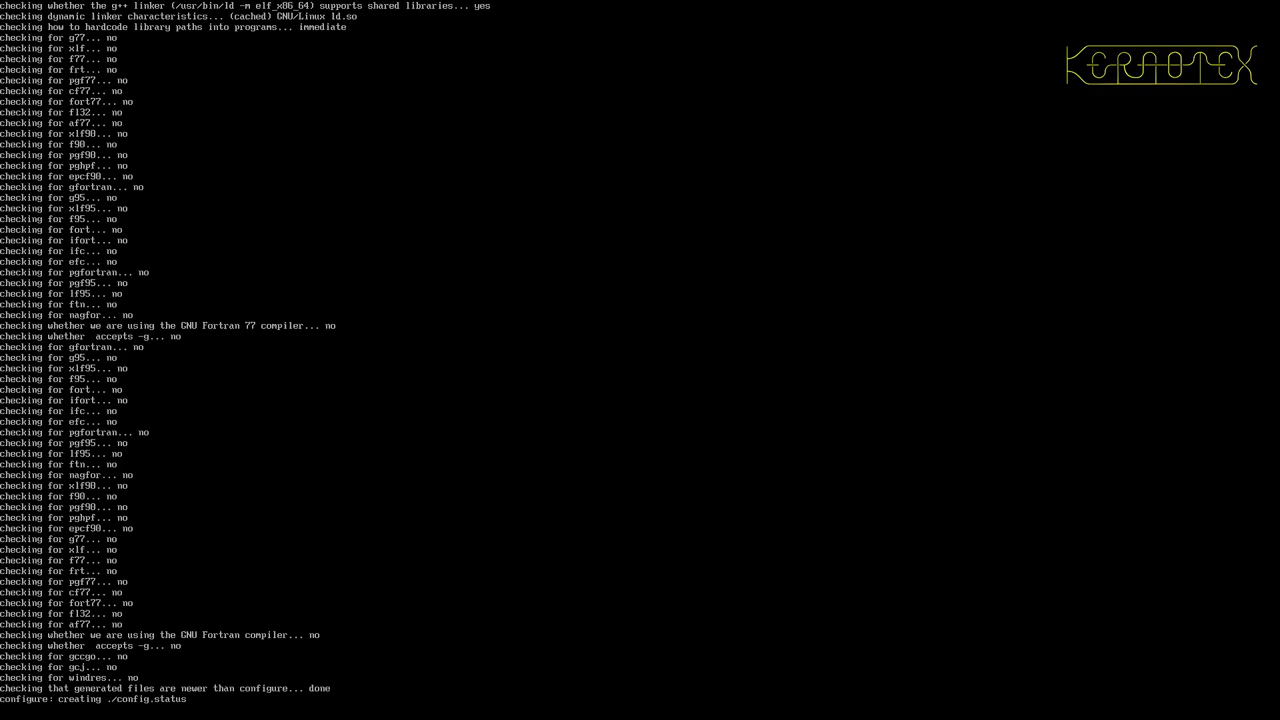 checking whether the g++ linker (/usr/bin/ld -m elf_x86_64) supports shared libraries... yes
checking dynamic linker characteristics... (cached) GNU/Linux ld.so
checking how to hardcode library paths into programs... immediate
checking for g77... no
checking for xlf... no
checking for f77... no
checking for frt... no
checking for pgf77... no
checking for cf77... no
checking for fort77... no
checking for fl32... no
checking for af77... no
checking for xlf90... no
checking for f90... no
checking for pgf90... no
checking for pghpf... no
checking for epcf90... no
checking for gfortran... no
checking for g95... no
checking for xlf95... no
checking for f95... no
checking for fort... no
checking for ifort... no
checking for ifc... no
checking for efc... no
checking for pgfortran... no
checking for pgf95... no
checking for lf95... no
checking for ftn... no
checking for nagfor... no
checking whether we are using the GNU Fortran 77 compiler... no
checking whether  accepts -g... no
checking for gfortran... no
checking for g95... no
checking for xlf95... no
checking for f95... no
checking for fort... no
checking for ifort... no
checking for ifc... no
checking for efc... no
checking for pgfortran... no
checking for pgf95... no
checking for lf95... no
checking for ftn... no
checking for nagfor... no
checking for xlf90... no
checking for f90... no
checking for pgf90... no
checking for pghpf... no
checking for epcf90... no
checking for g77... no
checking for xlf... no
checking for f77... no
checking for frt... no
checking for pgf77... no
checking for cf77... no
checking for fort77... no
checking for fl32... no
checking for af77... no
checking whether we are using the GNU Fortran compiler... no
checking whether  accepts -g... no
checking for gccgo... no
checking for gcj... no
checking for windres... no
checking that generated files are newer than configure... done
configure: creating ./config.status
KERNOTEX